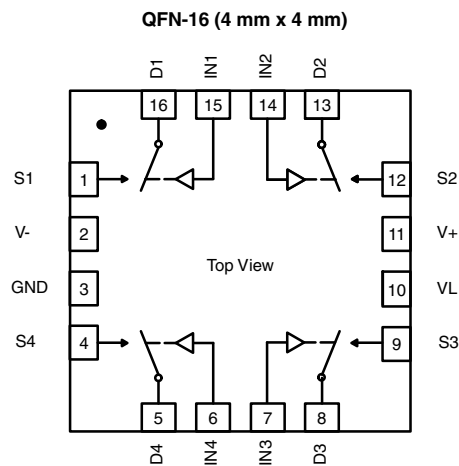 QFN-16 (4 mm x 4 mm)
D1 IN1 IN2 D2
16 15 14 13
S1 1 12 S2
V- 2 11 V+
Top View
GND 3 10 VL
S4 4 9 S3
5 6 7 8
D4 IN4 IN3 D3